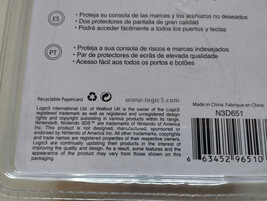 ES
• Proteja su consola de las marcas y los arañazos no deseados
• Dos protectores de pantalla de gran calidad
• Podrá acceder fácilmente a todos los puertos y teclas
PT
• Proteja a sua consola de riscos e marcas indesejados
• Par de protectores de ecrãs de elevada qualidade
• Acesso fácil aos todos os portos e botões
Recyclable Papercard
www.logic3.com
Made in China. Fabriqué en Chine.
Logic3 International Ltd. of Watford UK is the owner of the Logic3
registered trademark as well as registered and unregistered design
rights and copyright subsisting in various products within its range.
Nintendo®, Nintendo 3DS™ are trademarks of Nintendo of America
Inc. This product is not designed, manufactured, sponsored or
endorsed by Nintendo of America Inc. All other trademarks, copyrights
and trade names are registered properties of their respective owners.
Logic3 are continually updating their products in the interest of
improving the gaming experience. As a result, some features and the
appearance of the product may vary from those shown on this
packaging.
N3D651
6 63452 96510